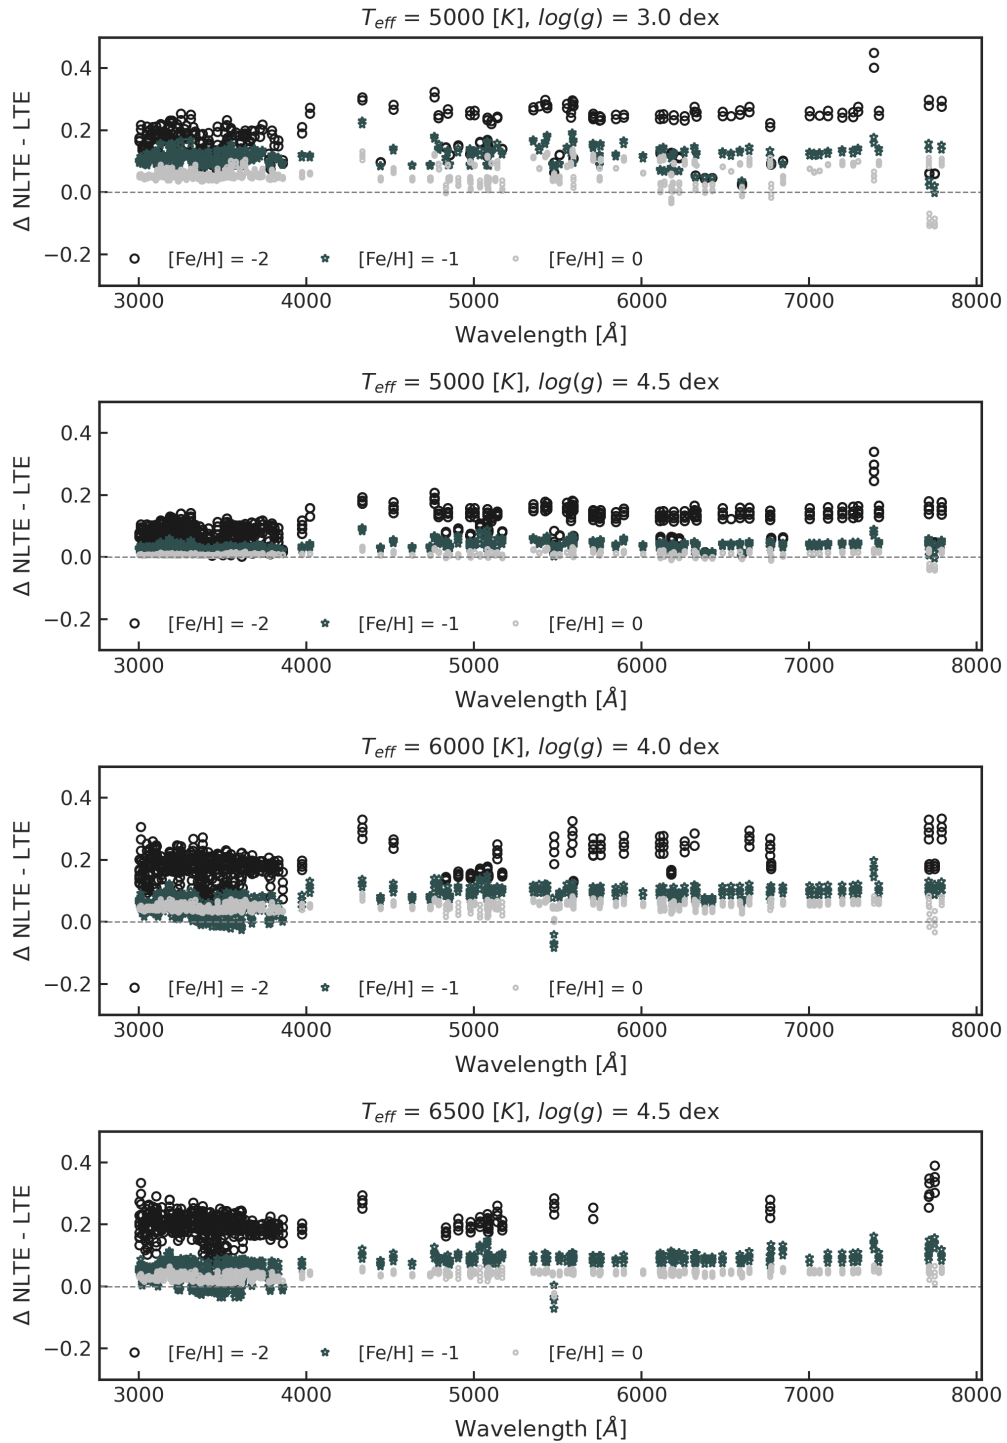 T_eff = 5000 [K], log(g) = 3.0 dex
Δ NLTE - LTE
0.4
0.2
0.0
−0.2
[Fe/H] = -2 [Fe/H] = -1 [Fe/H] = 0
3000 4000 5000 6000 7000 8000
Wavelength [Å]
T_eff = 5000 [K], log(g) = 4.5 dex
Δ NLTE - LTE
0.4
0.2
0.0
−0.2
[Fe/H] = -2 [Fe/H] = -1 [Fe/H] = 0
3000 4000 5000 6000 7000 8000
Wavelength [Å]
T_eff = 6000 [K], log(g) = 4.0 dex
Δ NLTE - LTE
0.4
0.2
0.0
−0.2
[Fe/H] = -2 [Fe/H] = -1 [Fe/H] = 0
3000 4000 5000 6000 7000 8000
Wavelength [Å]
T_eff = 6500 [K], log(g) = 4.5 dex
Δ NLTE - LTE
0.4
0.2
0.0
−0.2
[Fe/H] = -2 [Fe/H] = -1 [Fe/H] = 0
3000 4000 5000 6000 7000 8000
Wavelength [Å]